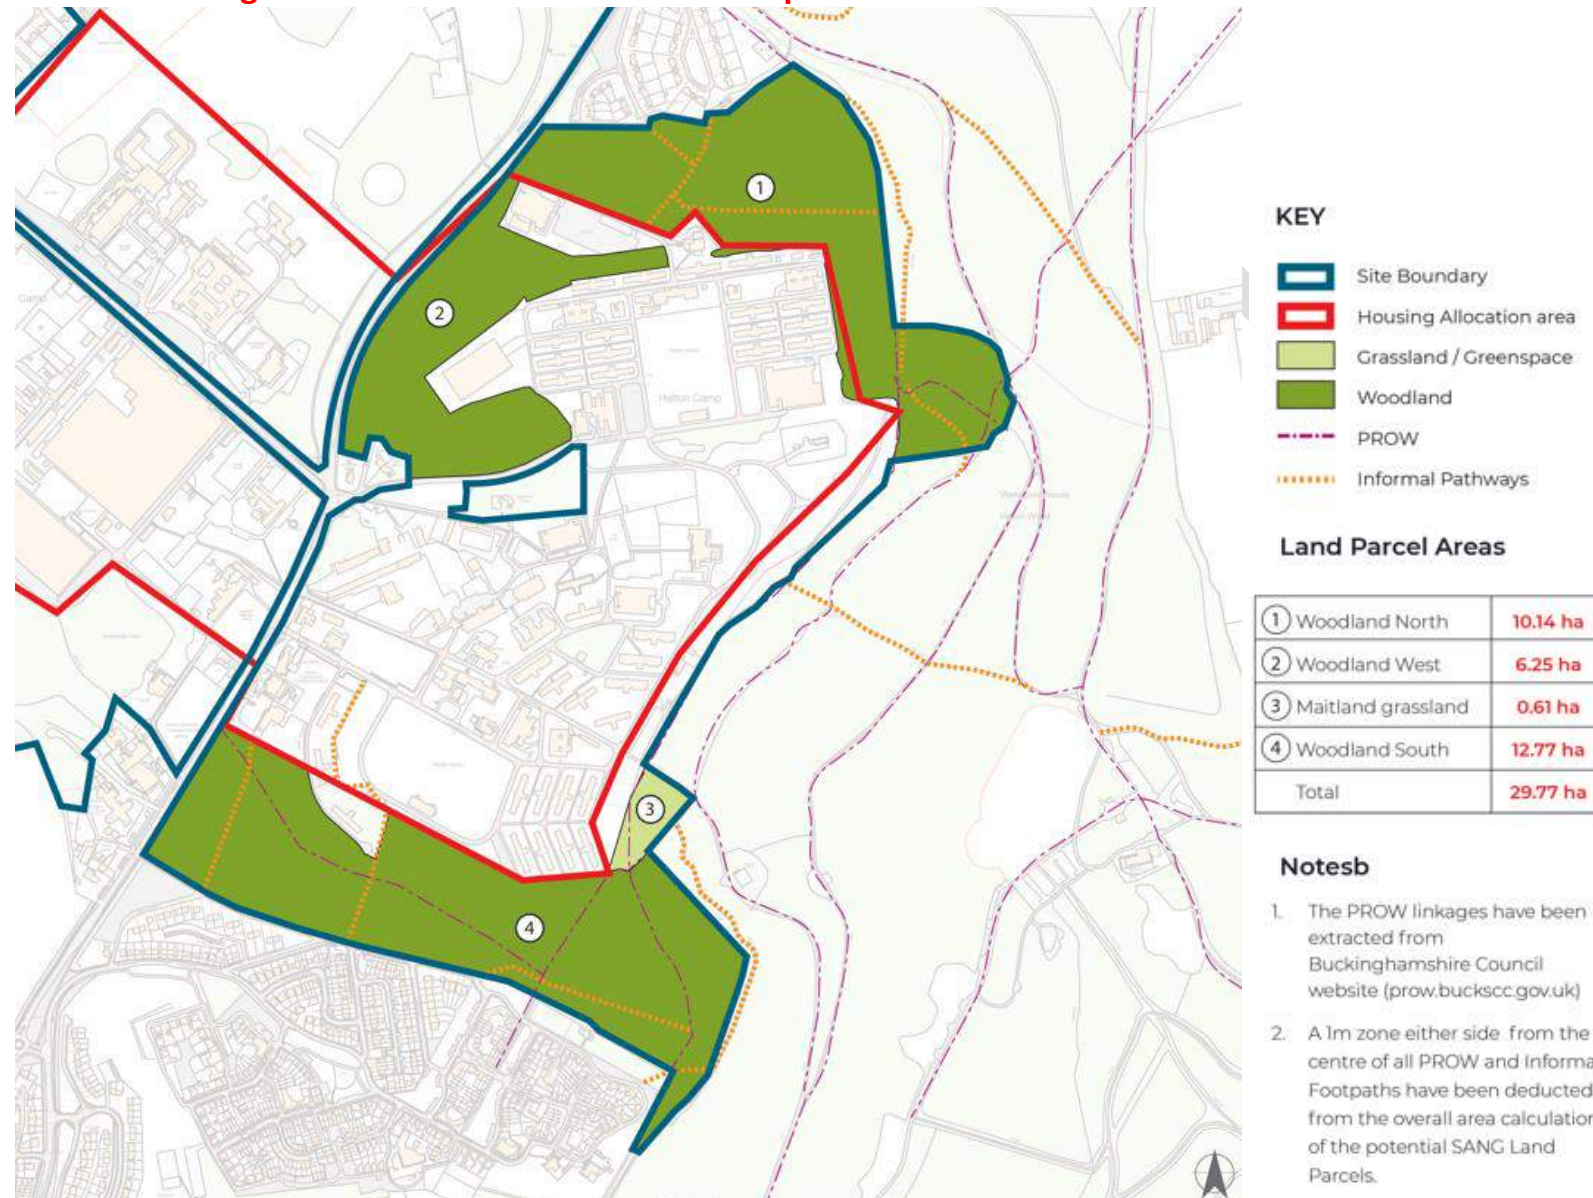 Camp
1
2
Halton Camp
3
4
KEY
Site Boundary
Housing Allocation area
Grassland / Greenspace
Woodland
PROW
Informal Pathways
Land Parcel Areas
1 Woodland North 10.14 ha
2 Woodland West 6.25 ha
3 Maitland grassland 0.61 ha
4 Woodland South 12.77 ha
Total 29.77 ha
Notesb
1. The PROW linkages have been
extracted from
Buckinghamshire Council
website (prow.buckscc.gov.uk)
2. A 1m zone either side from the
centre of all PROW and Informa
Footpaths have been deducted
from the overall area calculation
of the potential SANG Land
Parcels.